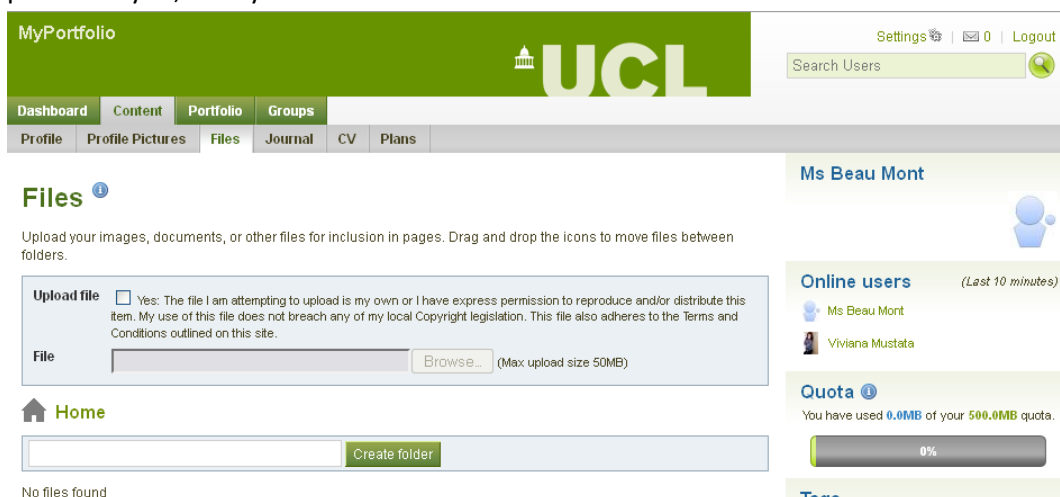 MyPortfolio
UCL
Settings | 0 | Logout
Search Users
Dashboard Content Portfolio Groups
Profile Profile Pictures Files Journal CV Plans
Files
Upload your images, documents, or other files for inclusion in pages. Drag and drop the icons to move files between
folders.
Upload file Yes: The file I am attempting to upload is my own or I have express permission to reproduce and/or distribute this
item. My use of this file does not breach any of my local Copyright legislation. This file also adheres to the Terms and
Conditions outlined on this site.
File Browse... (Max upload size 50MB)
Home
Create folder
No files found
Ms Beau Mont
Online users (Last 10 minutes)
Ms Beau Mont
Viviana Mustata
Quota
You have used 0.0MB of your 500.0MB quota.
0%